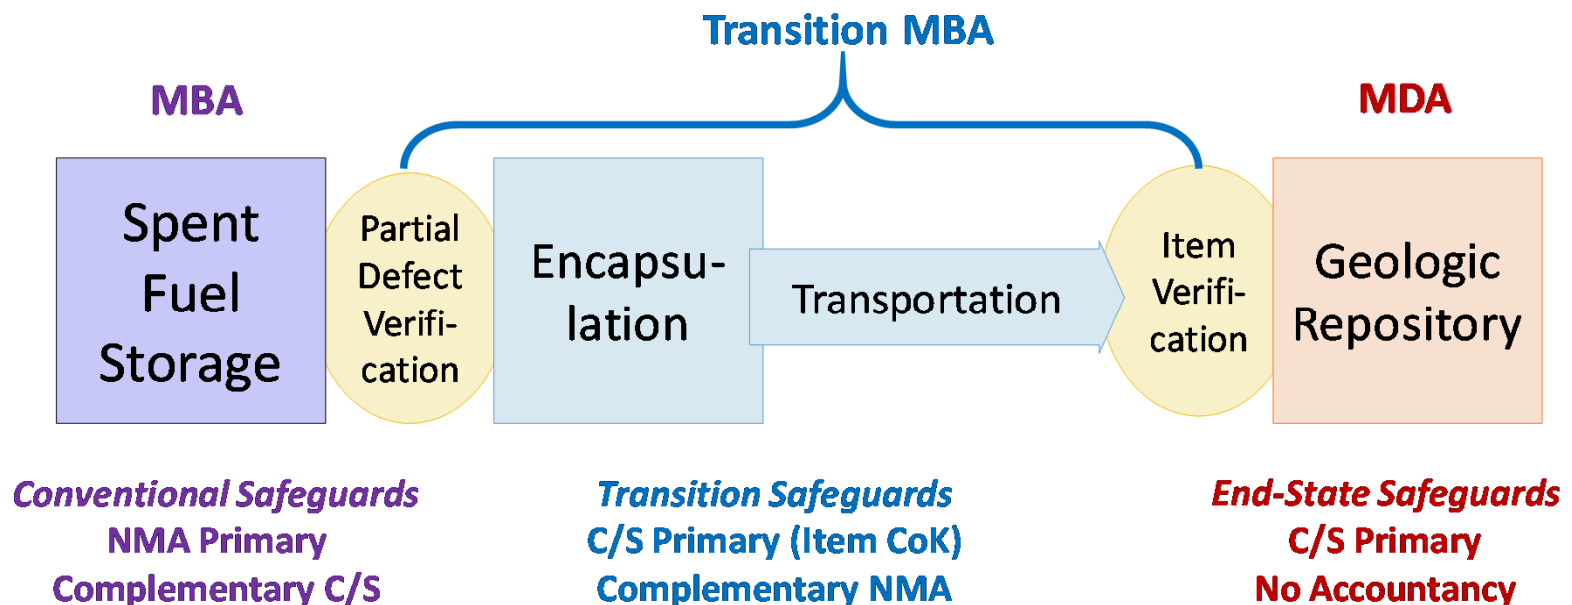 Transition MBA
MBA
MDA
Spent
Fuel
Storage
Partial
Defect
Verifi-
cation
Encapsu-
lation
Transportation
Item
Verifi-
cation
Geologic
Repository
Conventional Safeguards
NMA Primary
Complementary C/S
Transition Safeguards
C/S Primary (Item CoK)
Complementary NMA
End-State Safeguards
C/S Primary
No Accountancy